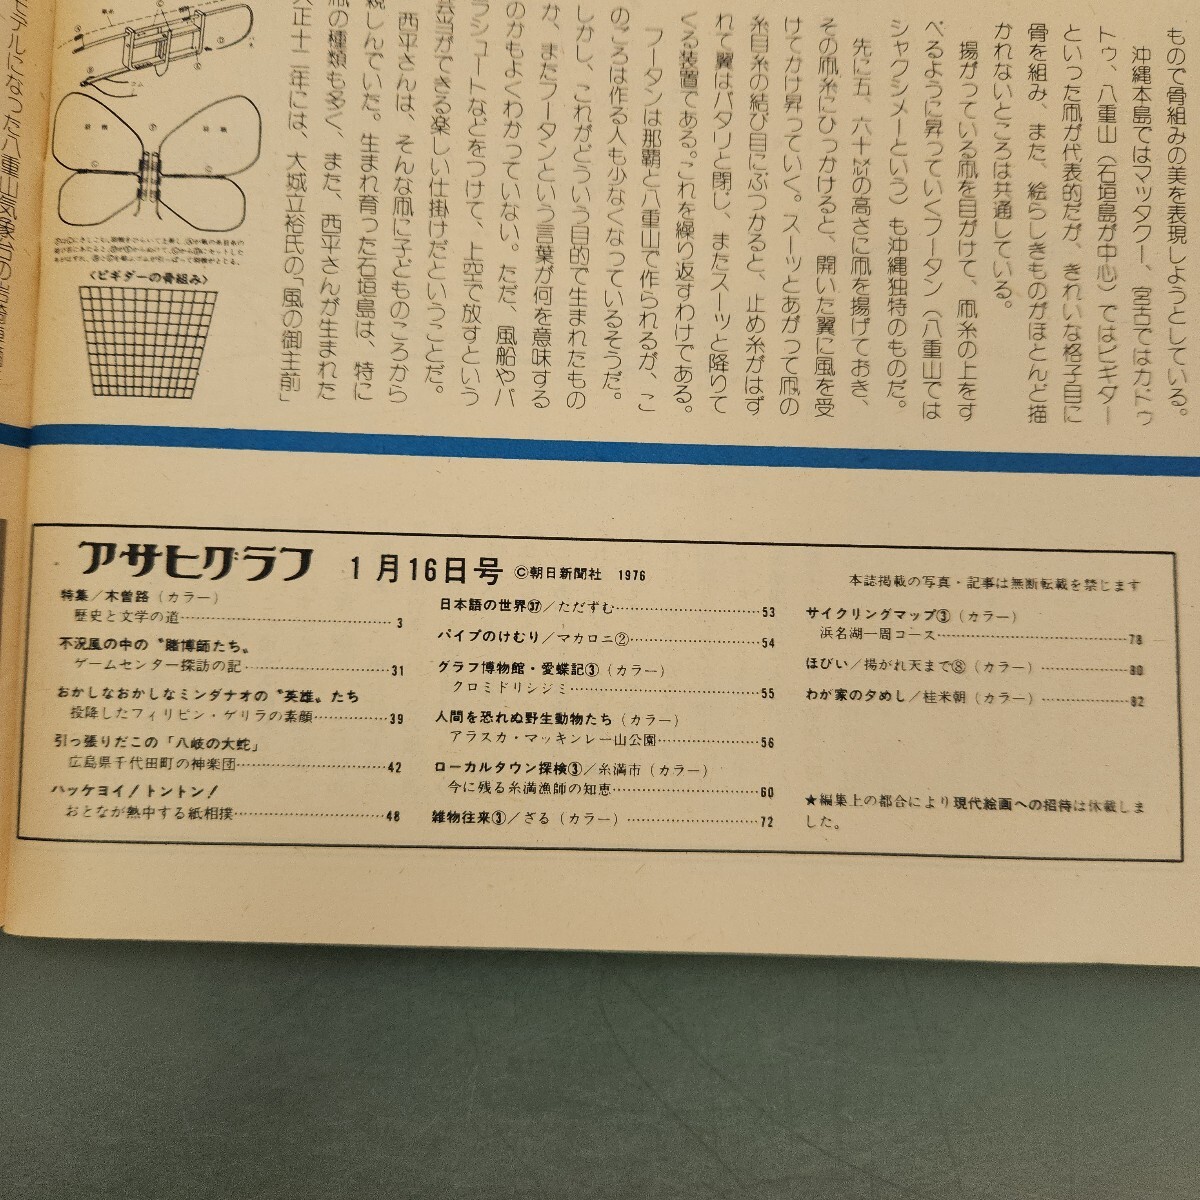 もので骨組みの美を表現しようとしている。
沖縄本島ではマッタクー、宮古ではカドゥ
トゥ、八重山（石垣島が中心）ではビギダー
といった凧が代表的だが、きれいな格子目に
骨を組み、また、絵らしきものがほとんど描
かれないところは共通している。
揚がっている凧を目がけて、凧糸の上をす
べるように昇っていくフータン（八重山では
シャクシメーという）も沖縄独特のものだ。
先に五、六十㍍の高さに凧を揚げておき、
その凧糸にひっかけると、開いた翼に風を受
けてかけ昇っていく。スーッとあがって凧の
糸目糸の結び目にぶつかると、止め糸がはず
れて翼はパタリと閉じ、またスーッと降りて
くる装置である。これを繰り返すわけである。
フータンは那覇と八重山で作られるが、こ
のごろは作る人も少なくなっているそうだ。
しかし、これがどういう目的で生まれたもの
か、またフータンという言葉が何を意味する
のかもよくわかっていない。ただ、風船やパ
ラシュートなどをつけて、上空で放すという
芸当ができる楽しい仕掛けだということだ。
西平さんは、そんな凧に子どものころから
親しんでいた。生まれ育った石垣島は、特に
凧の種類も多く、また、西平さんが生まれた
大正十二年には、大城立裕氏の「風の御主前」
モデルになった八重山気象台の岩崎卓爾
<ビギダーの骨組み>
アサヒグラフ 1月16日号 ©朝日新聞社 1976
本誌掲載の写真・記事は無断転載を禁じます
特集／木曽路（カラー）
歴史と文学の道……3
不況風の中の〝賭博師たち〟
ゲームセンター探訪の記……31
おかしなおかしなミンダナオの〝英雄〟たち
投降したフィリピン・ゲリラの素顔……39
引っ張りだこの「八岐の大蛇」
広島県千代田町の神楽団……42
ハッケヨイ！トントン！
おとなが熱中する紙相撲……48
日本語の世界㊲／ただずむ……53
パイプのけむり／マカロニ②……54
グラフ博物館・愛蝶記③（カラー）
クロミドリシジミ……55
人間を恐れぬ野生動物たち（カラー）
アラスカ・マッキンレー山公園……56
ローカルタウン探検③／糸満市（カラー）
今に残る糸満漁師の知恵……60
雑物往来③／ざる（カラー）……72
サイクリングマップ③（カラー）
浜名湖一周コース……78
ほびい／揚がれ天まで⑧（カラー）……80
わが家の夕めし／桂米朝（カラー）……82
★編集上の都合により現代絵画への招待は休載しま
した。